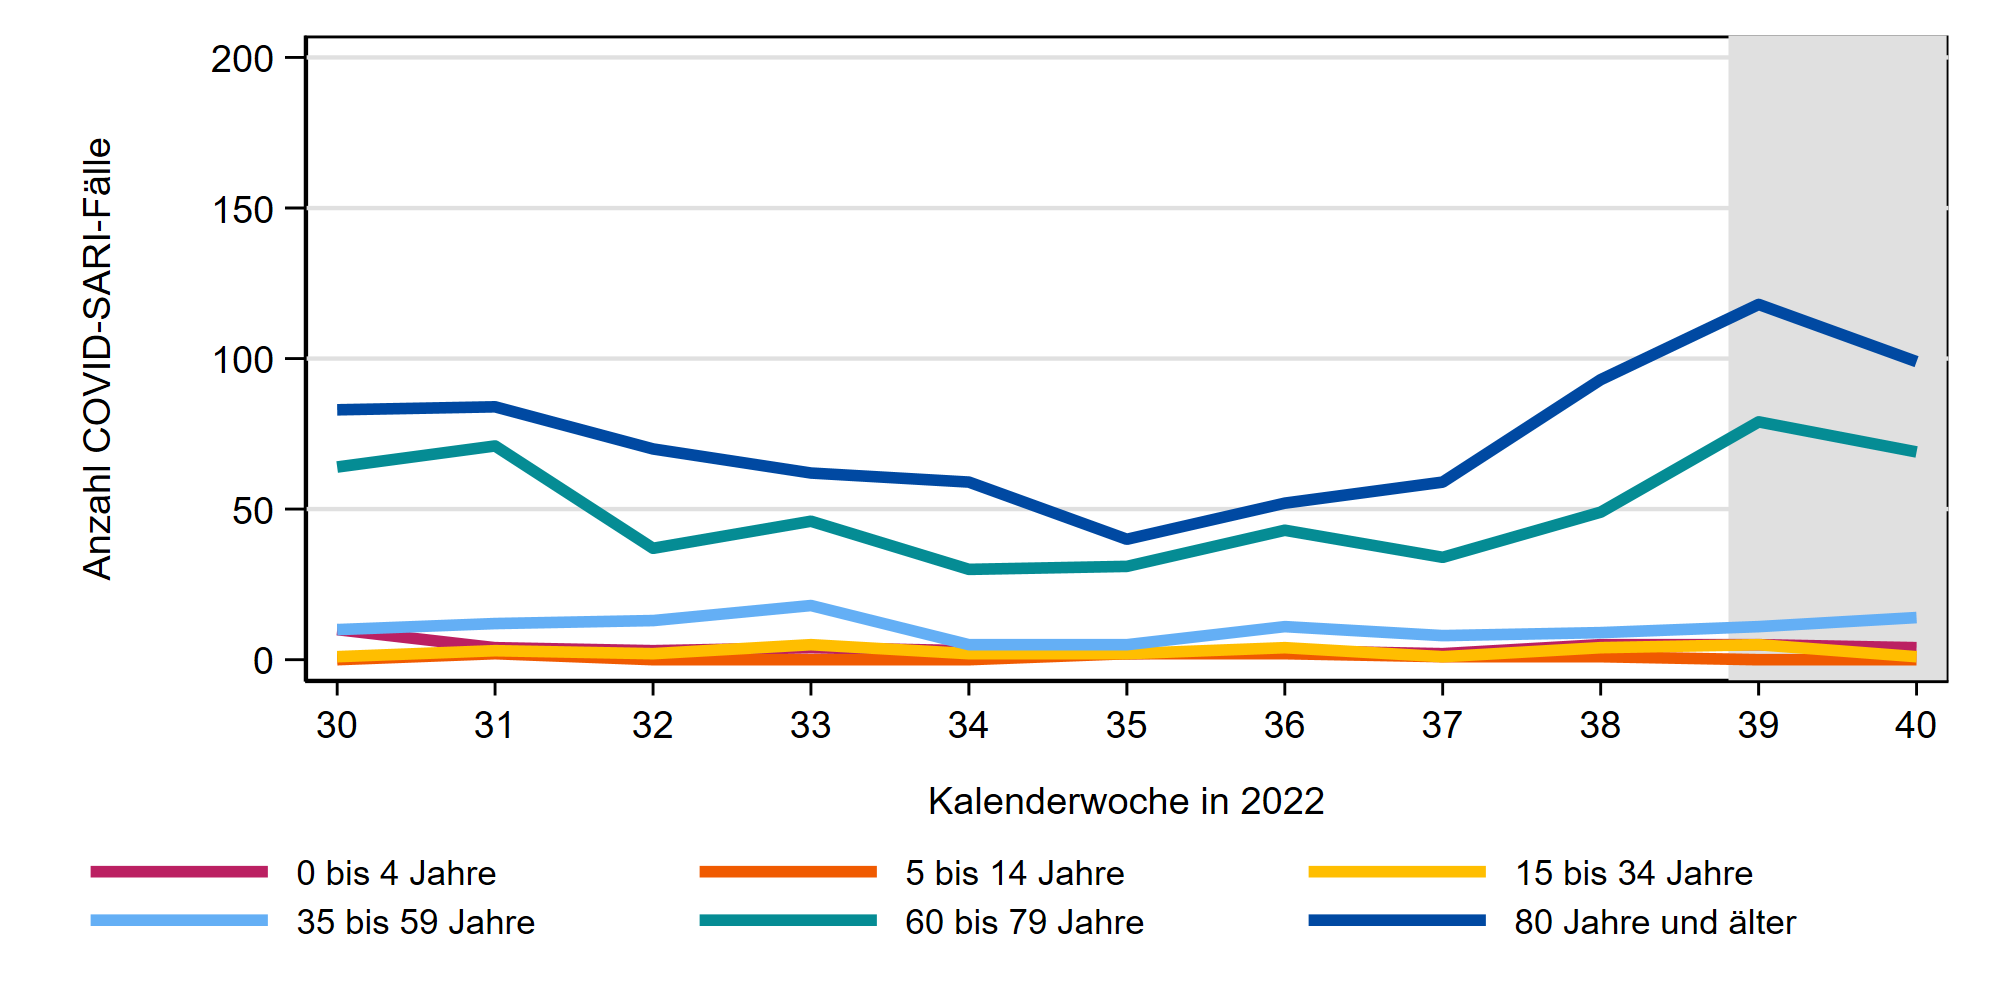 Anzahl COVID-SARI-Fälle
200
150
100
50
0
30 31 32 33 34 35 36 37 38 39 40
Kalenderwoche in 2022
0 bis 4 Jahre 5 bis 14 Jahre 15 bis 34 Jahre
35 bis 59 Jahre 60 bis 79 Jahre 80 Jahre und älter